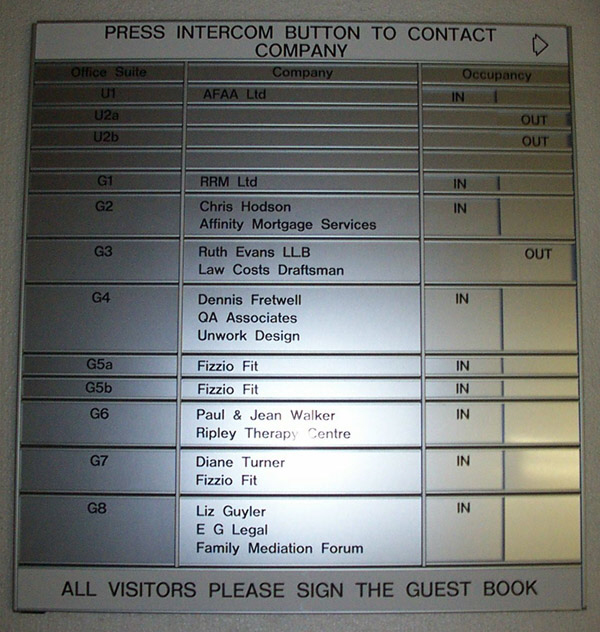 PRESS INTERCOM BUTTON TO CONTACT
COMPANY
Office Suite Company Occupancy
U1 AFAA Ltd IN
U2a OUT
U2b OUT
G1 RRM Ltd IN
G2 Chris Hodson IN
Affinity Mortgage Services
G3 Ruth Evans LL.B OUT
Law Costs Draftsman
G4 Dennis Fretwell IN
QA Associates
Unwork Design
G5a Fizzio Fit IN
G5b Fizzio Fit IN
G6 Paul & Jean Walker IN
Ripley Therapy Centre
G7 Diane Turner IN
Fizzio Fit
G8 Liz Guyler IN
E G Legal
Family Mediation Forum
ALL VISITORS PLEASE SIGN THE GUEST BOOK